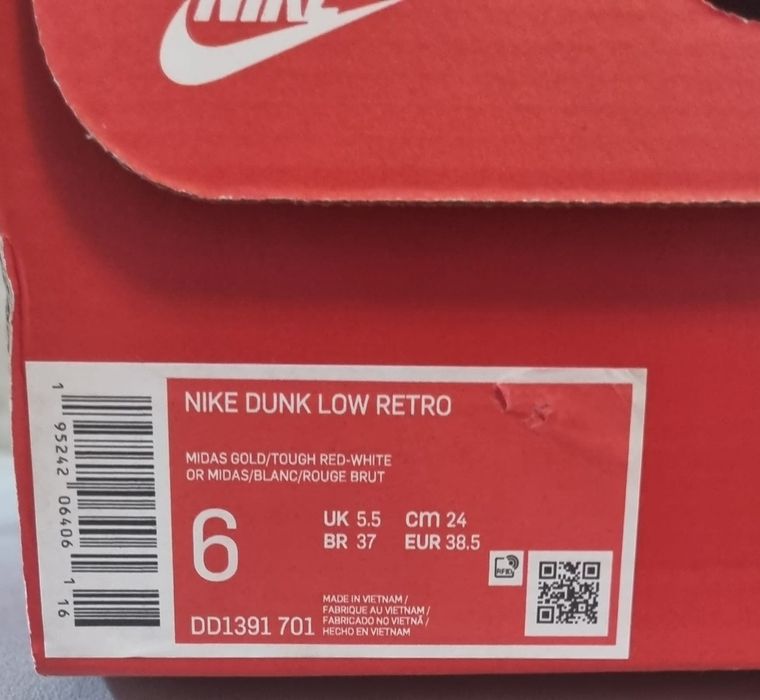 NIKE
NIKE DUNK LOW RETRO
MIDAS GOLD/TOUGH RED-WHITE
OR MIDAS/BLANC/ROUGE BRUT
6
UK 5.5 cm 24
BR 37 EUR 38.5
RFID
DD1391 701
MADE IN VIETNAM /
FABRIQUE AU VIETNAM /
FABRICADO NO VIETNÃ /
HECHO EN VIETNAM
1 95242 06406 1 16